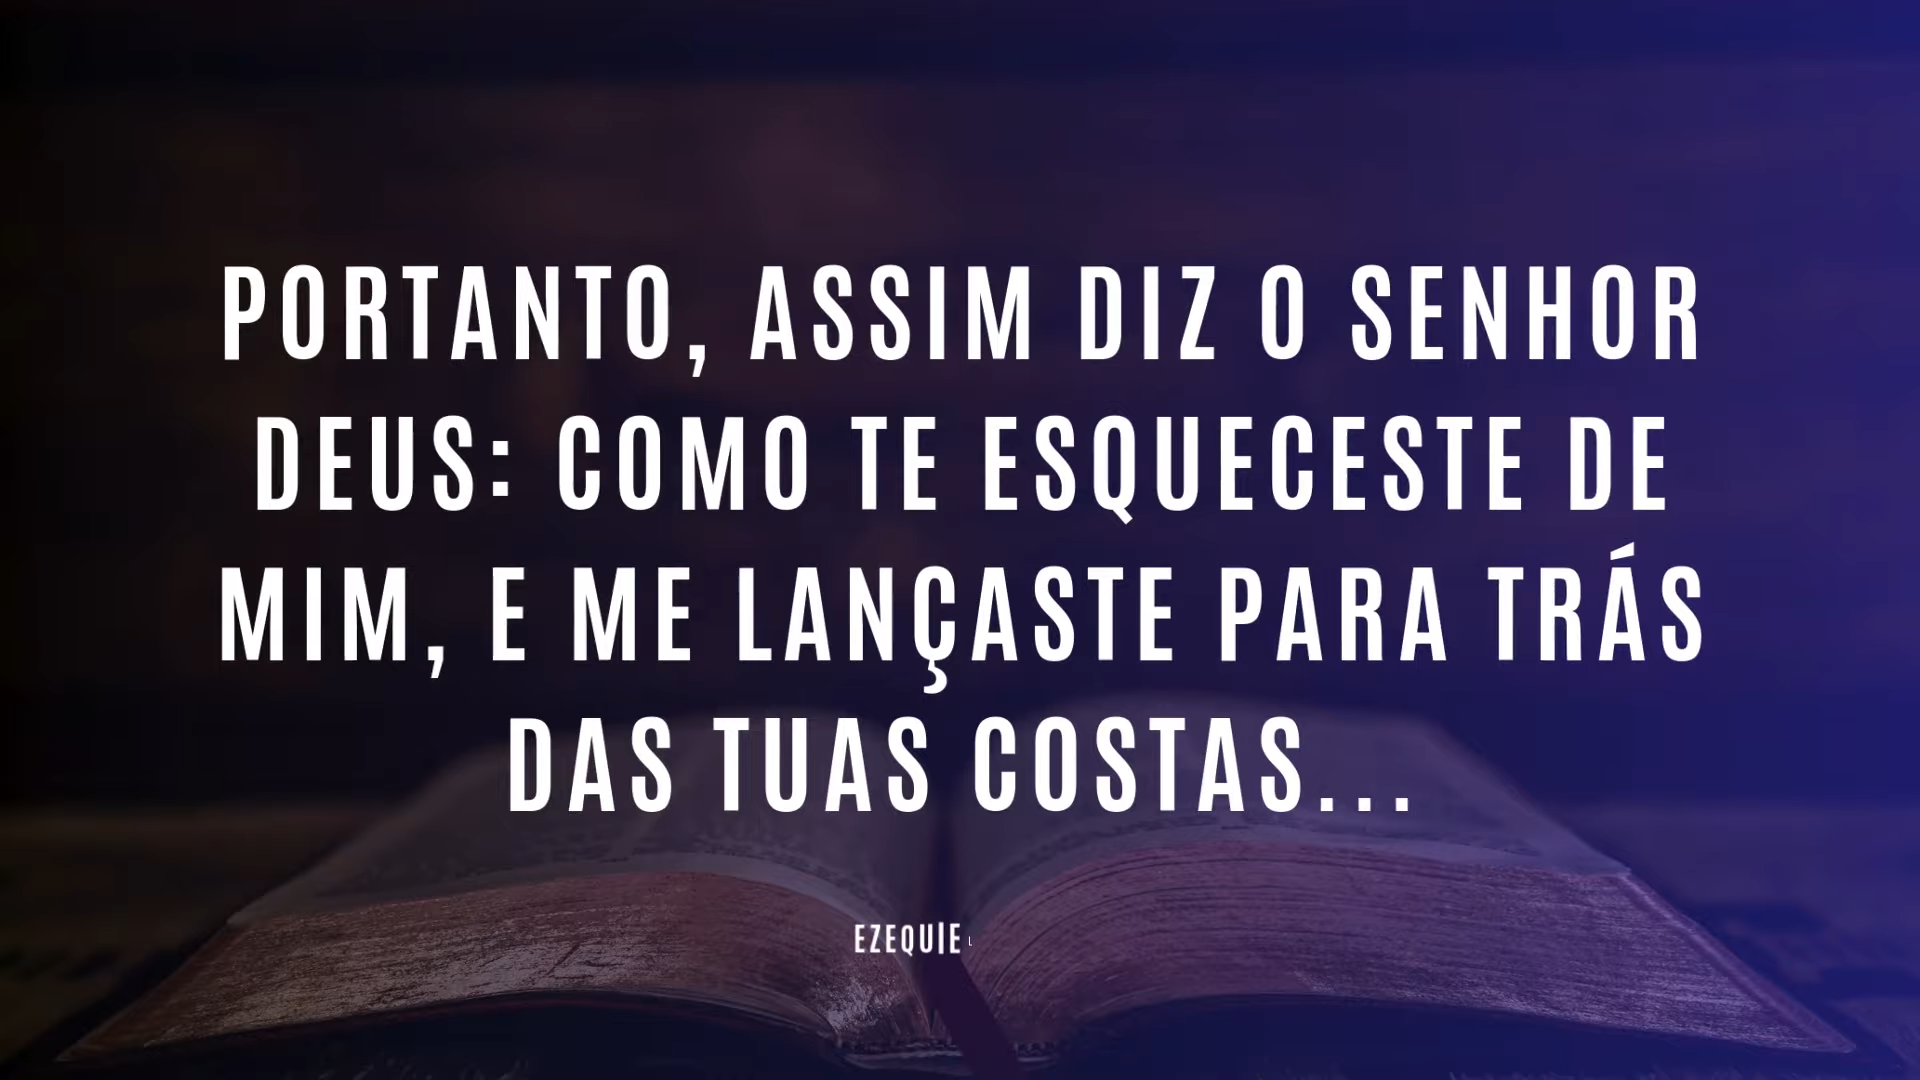 PORTANTO, ASSIM DIZ O SENHOR
DEUS: COMO TE ESQUECESTE DE
MIM, E ME LANÇASTE PARA TRÁS
DAS TUAS COSTAS...
EZEQUIEL